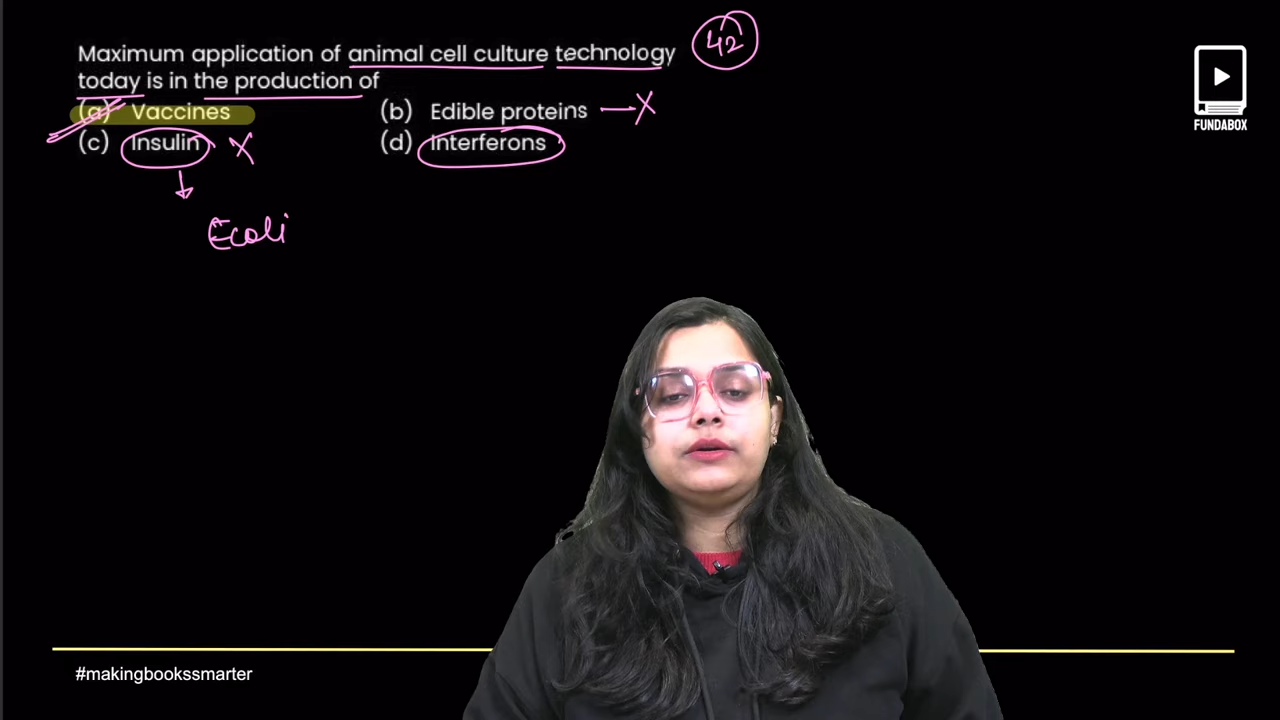 Maximum application of animal cell culture technology 42
today is in the production of
(a) Vaccines (b) Edible proteins —X
(c) Insulin X (d) Interferons
Ecoli
FUNDABOX
#makingbookssmarter